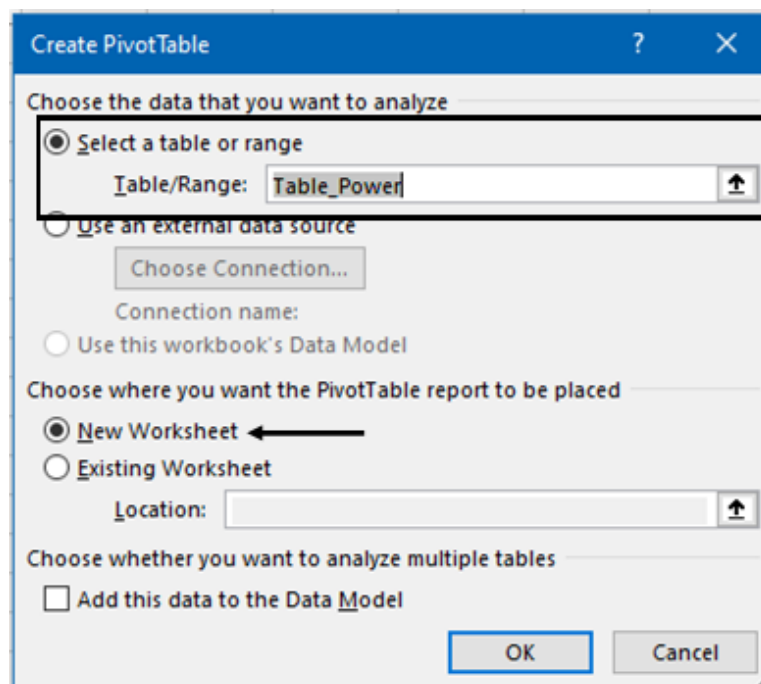 Create PivotTable ?
Choose the data that you want to analyze
Select a table or range
Table/Range: Table_Power
Use an external data source
Choose Connection...
Connection name:
Use this workbook's Data Model
Choose where you want the PivotTable report to be placed
New Worksheet
Existing Worksheet
Location:
Choose whether you want to analyze multiple tables
Add this data to the Data Model
OK Cancel